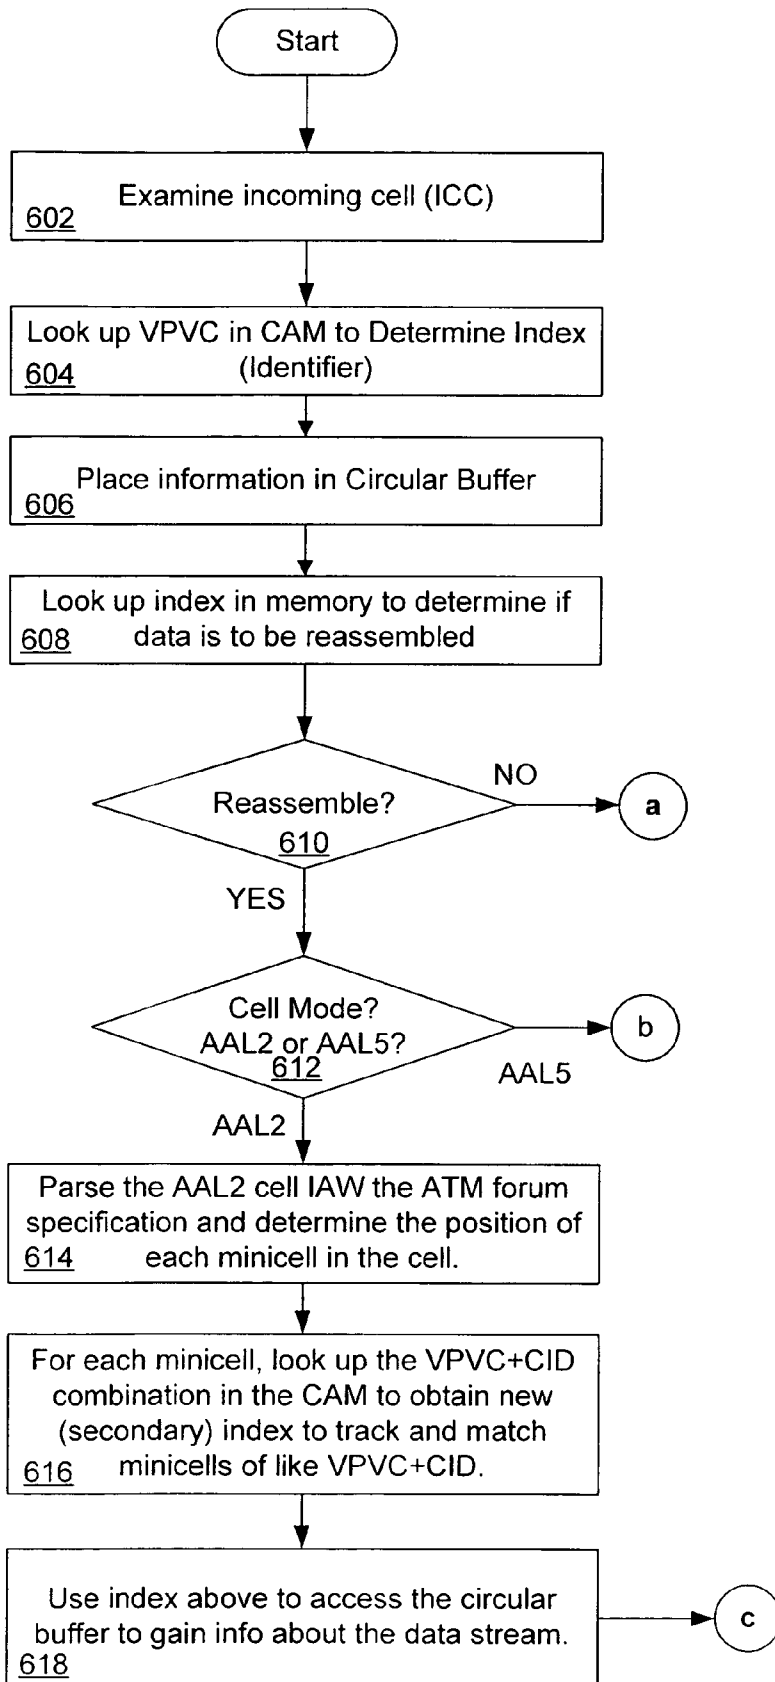 Start
Examine incoming cell (ICC)
602
Look up VPVC in CAM to Determine Index
(Identifier)
604
Place information in Circular Buffer
606
Look up index in memory to determine if
data is to be reassembled
608
Reassemble?
610
NO
a
YES
Cell Mode?
AAL2 or AAL5?
612
b
AAL5
AAL2
Parse the AAL2 cell IAW the ATM forum
specification and determine the position of
each minicell in the cell.
614
For each minicell, look up the VPVC+CID
combination in the CAM to obtain new
(secondary) index to track and match
minicells of like VPVC+CID.
616
Use index above to access the circular
buffer to gain info about the data stream.
618
c